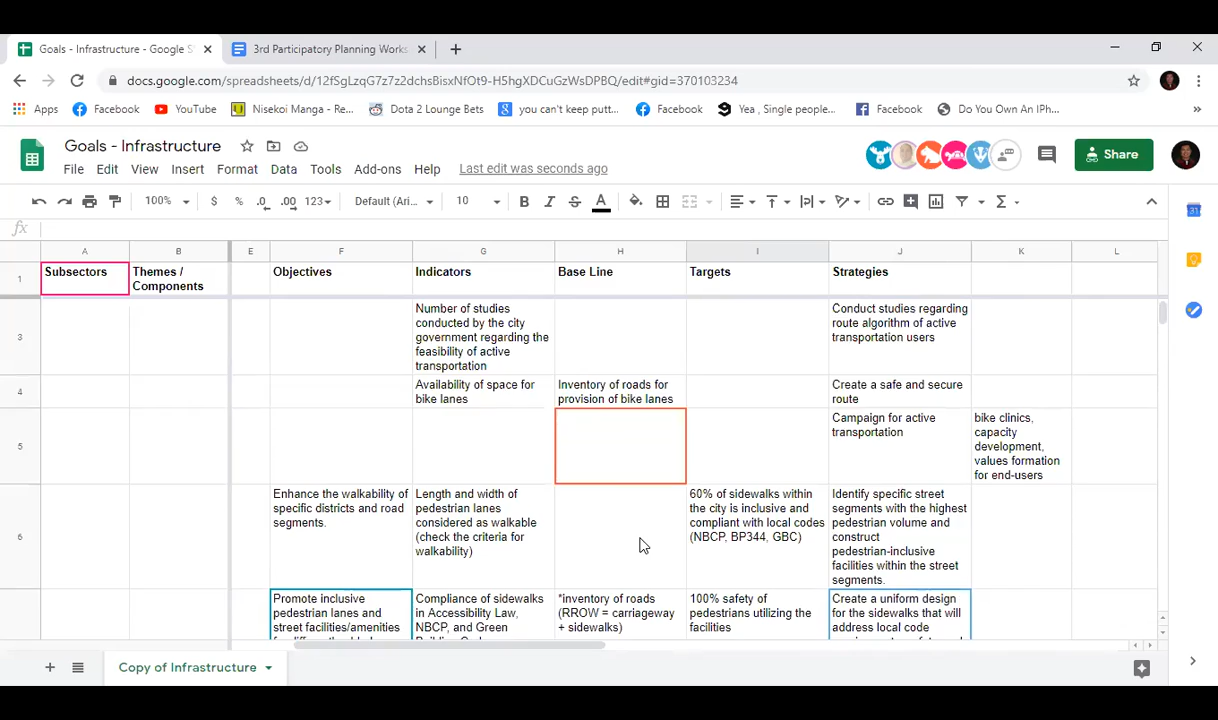 Goals - Infrastructure - Google S
3rd Participatory Planning Works
docs.google.com/spreadsheets/d/12fSgLzqG7z7z2dchsBisxNfOt9-H5hgXDCuGzWsDPBQ/edit#gid=370103234
Apps
Facebook
YouTube
Nisekoi Manga - Re...
Dota 2 Lounge Bets
you can't keep putt...
Facebook
Yea , Single people...
Facebook
Do You Own An IPh...
Goals - Infrastructure
Share
File Edit View Insert Format Data Tools Add-ons Help Last edit was seconds ago
100% $ % .0 .00 123 Default (Ari... 10 B I S A
fx
A B E F G H I J K L
1
Subsectors
Themes /
Components
Objectives
Indicators
Base Line
Targets
Strategies
3
Number of studies
conducted by the city
government regarding the
feasibility of active
transportation
Conduct studies regarding
route algorithm of active
transportation users
4
Availability of space for
bike lanes
Inventory of roads for
provision of bike lanes
Create a safe and secure
route
5
Campaign for active
transportation
bike clinics,
capacity
development,
values formation
for end-users
6
Enhance the walkability of
specific districts and road
segments.
Length and width of
pedestrian lanes
considered as walkable
(check the criteria for
walkability)
60% of sidewalks within
the city is inclusive and
compliant with local codes
(NBCP, BP344, GBC)
Identify specific street
segments with the highest
pedestrian volume and
construct
pedestrian-inclusive
facilities within the street
segments.
Promote inclusive
pedestrian lanes and
street facilities/amenities
Compliance of sidewalks
in Accessibility Law,
NBCP, and Green
*inventory of roads
(RROW = carriageway
+ sidewalks)
100% safety of
pedestrians utilizing the
facilities
Create a uniform design
for the sidewalks that will
address local code
Copy of Infrastructure